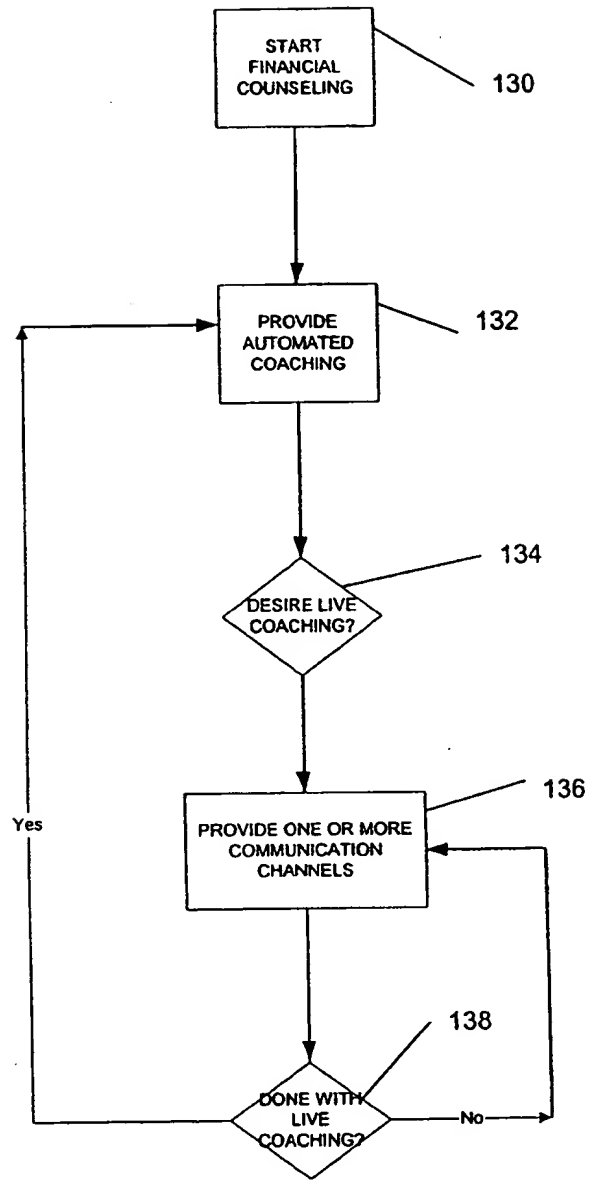 START
FINANCIAL
COUNSELING
130
PROVIDE
AUTOMATED
COACHING
132
134
DESIRE LIVE
COACHING?
136
PROVIDE ONE OR MORE
COMMUNICATION
CHANNELS
Yes
138
DONE WITH
LIVE
COACHING?
No